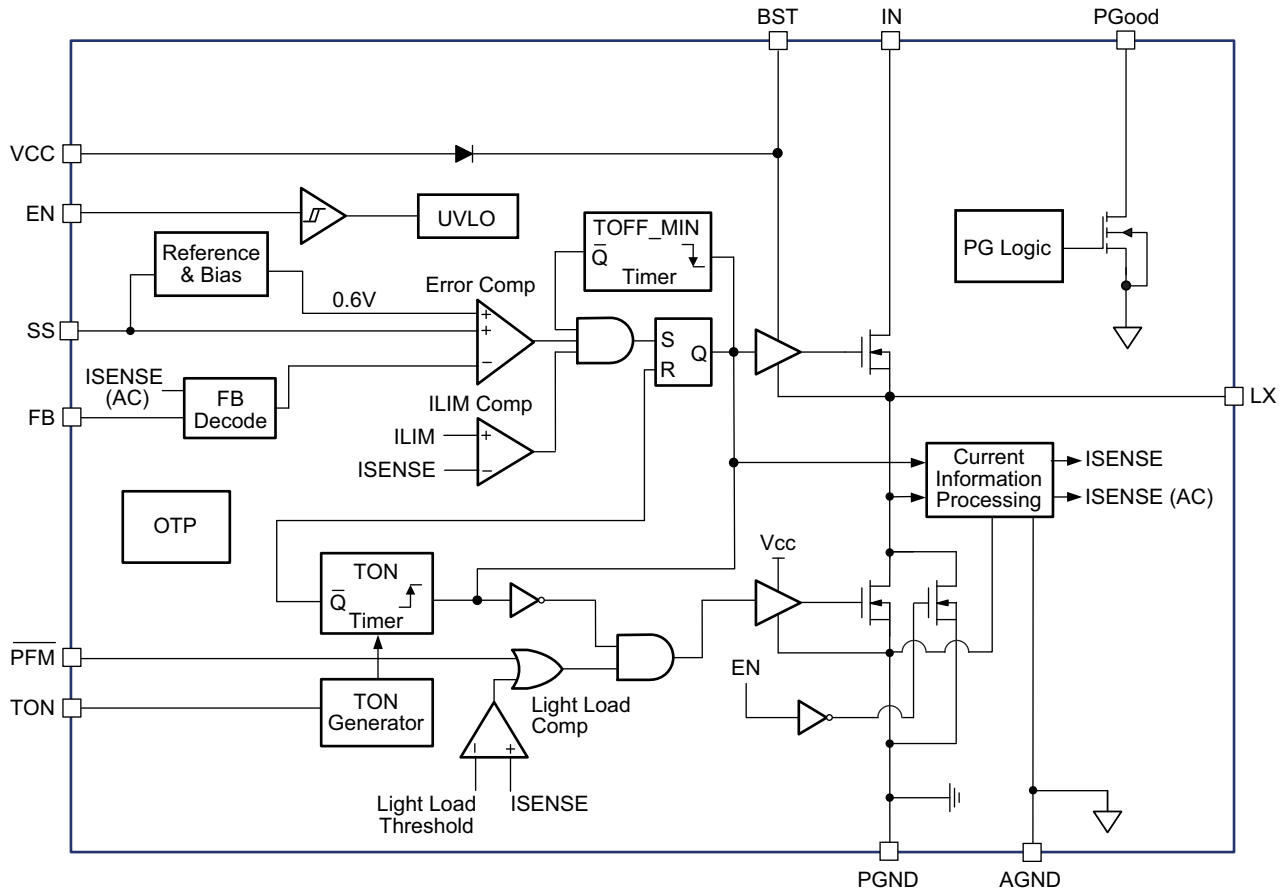 BST
IN
PGood
VCC
EN
UVLO
Reference
& Bias
TOFF_MIN
Q̅
Timer
PG Logic
Error Comp
0.6V
+
+
−
SS
S
R
Q
ISENSE
(AC)
FB
Decode
FB
ILIM Comp
ILIM
+
ISENSE
−
LX
Current
Information
Processing
ISENSE
ISENSE (AC)
OTP
Vcc
TON
Q̅
Timer
P̅F̅M̅
TON
TON
Generator
Light Load
Comp
EN
−
+
Light Load
Threshold
ISENSE
PGND
AGND